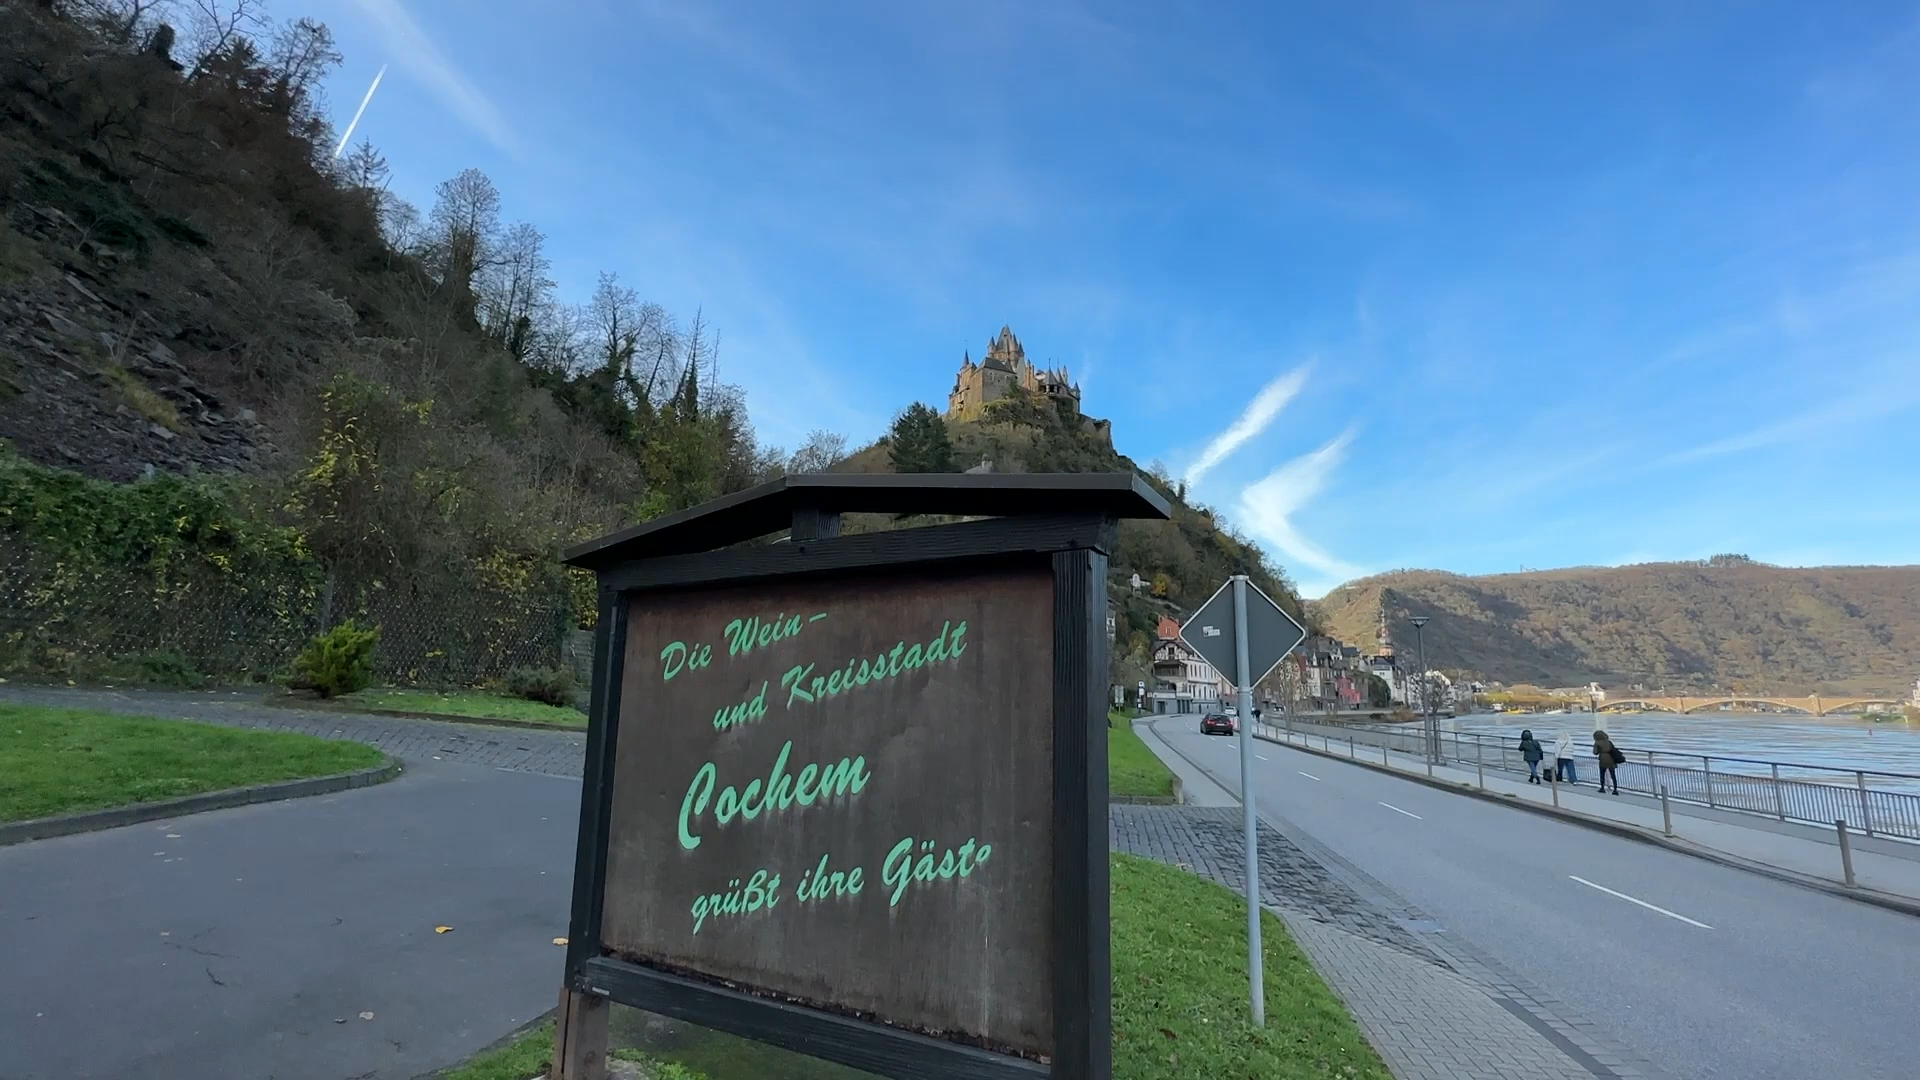 Die Wein-
und Kreisstadt
Cochem
grüßt ihre Gäste